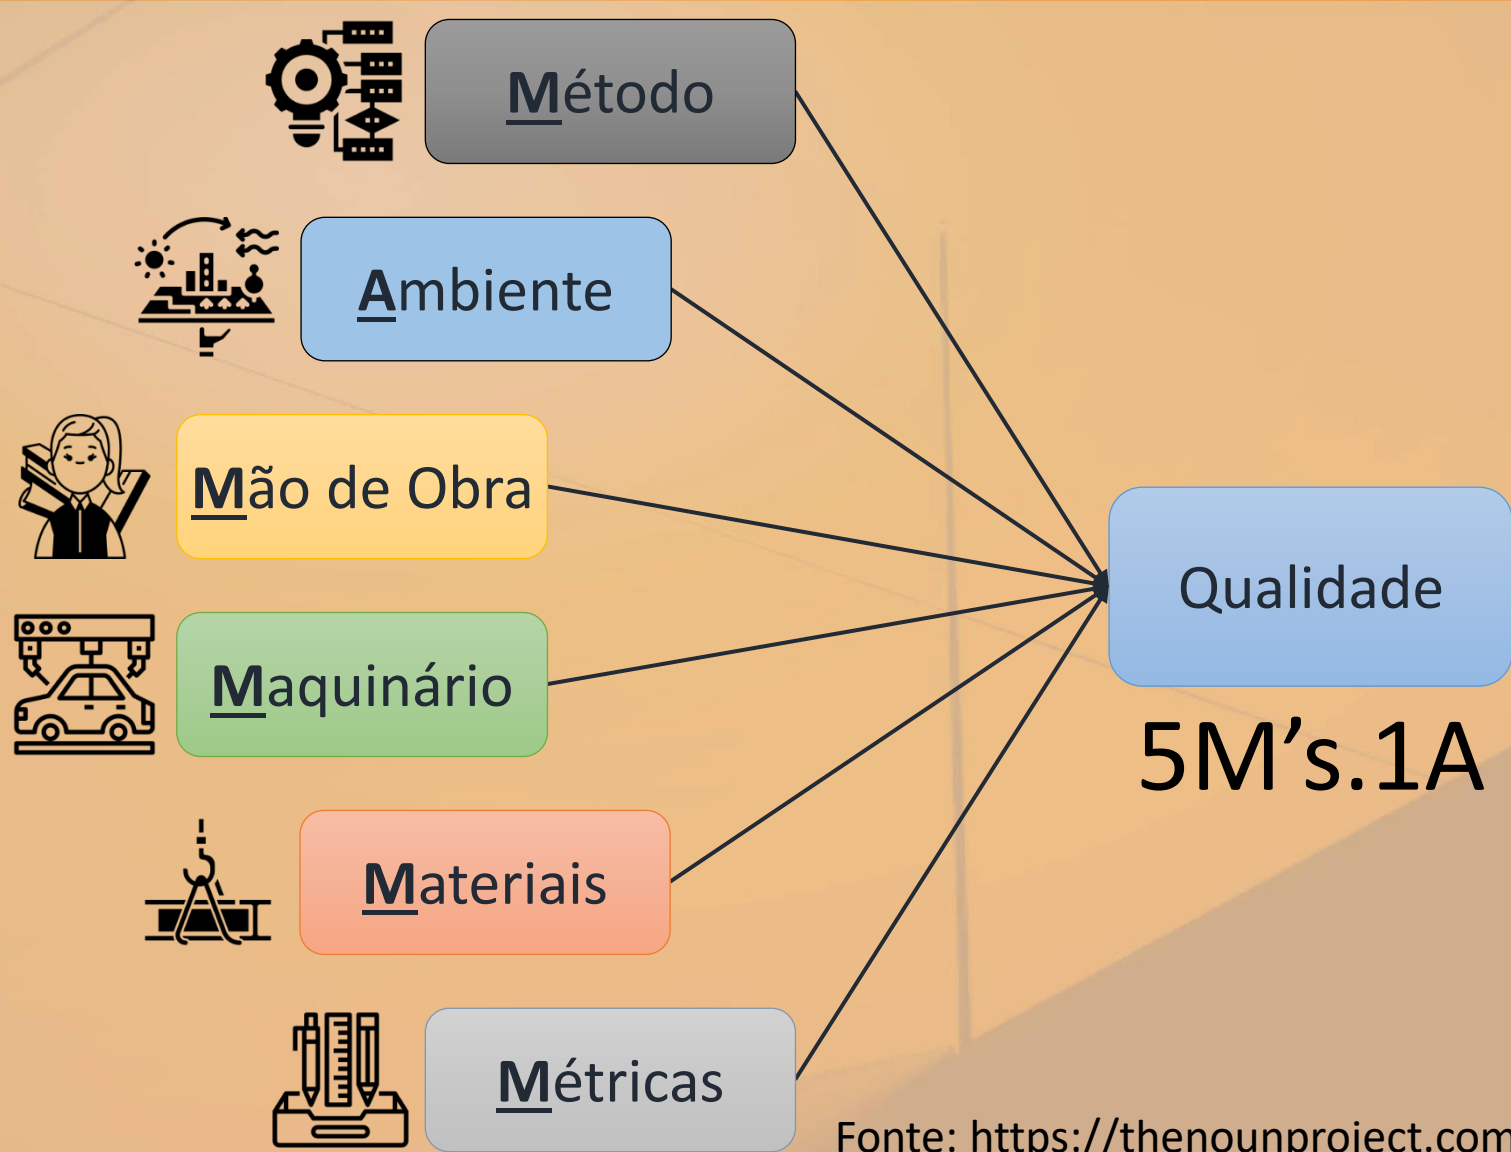 Método
Ambiente
Mão de Obra
Maquinário
Materiais
Métricas
Qualidade
5M’s.1A
Fonte: https://thenounproject.com